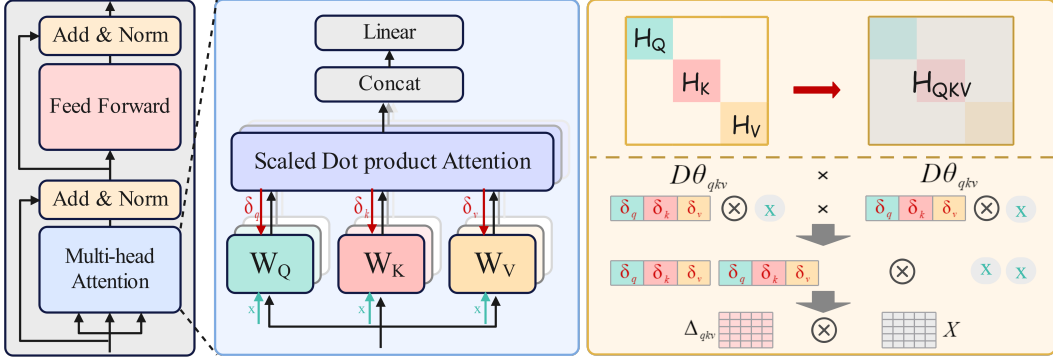 Add & Norm
Feed Forward
Add & Norm
Multi-head
Attention
Linear
Concat
Scaled Dot product Attention
δq δk δv
WQ WK WV
x x x
HQ
HK
HV
HQKV
Dθqkv × Dθqkv
δq δk δv ⊗ x × δq δk δv ⊗ x
δq δk δv δq δk δv ⊗ x x
Δqkv ⊗ X